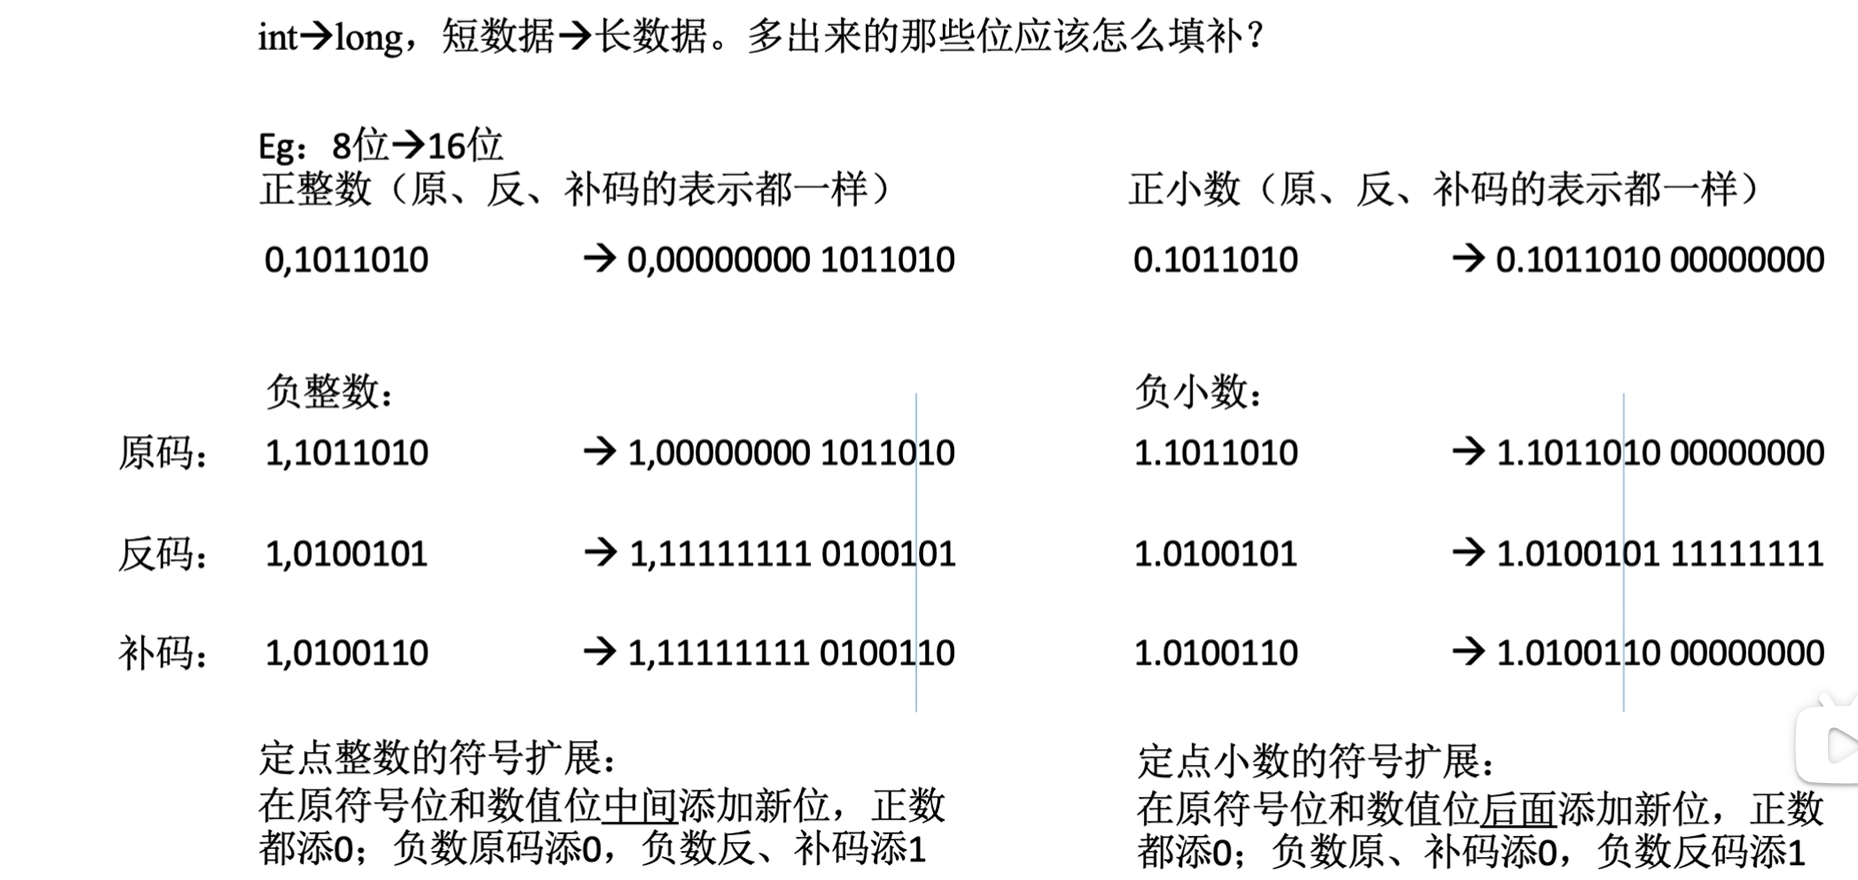 int→long，短数据→长数据。多出来的那些位应该怎么填补？
Eg：8位→16位
正整数（原、反、补码的表示都一样）
0,1011010 → 0,00000000 1011010
正小数（原、反、补码的表示都一样）
0.1011010 → 0.1011010 00000000
负整数：
原码： 1,1011010 → 1,00000000 1011010
反码： 1,0100101 → 1,11111111 0100101
补码： 1,0100110 → 1,11111111 0100110
负小数：
1.1011010 → 1.1011010 00000000
1.0100101 → 1.0100101 11111111
1.0100110 → 1.0100110 00000000
定点整数的符号扩展：
在原符号位和数值位中间添加新位，正数
都添0；负数原码添0，负数反、补码添1
定点小数的符号扩展：
在原符号位和数值位后面添加新位，正数
都添0；负数原、补码添0，负数反码添1